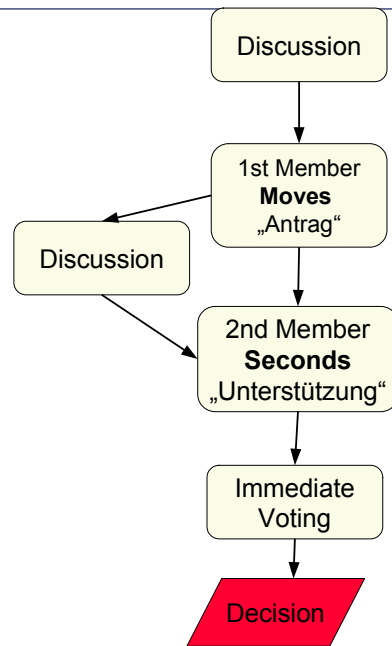 Discussion
1st Member
Moves
„Antrag“
Discussion
2nd Member
Seconds
„Unterstützung“
Immediate
Voting
Decision